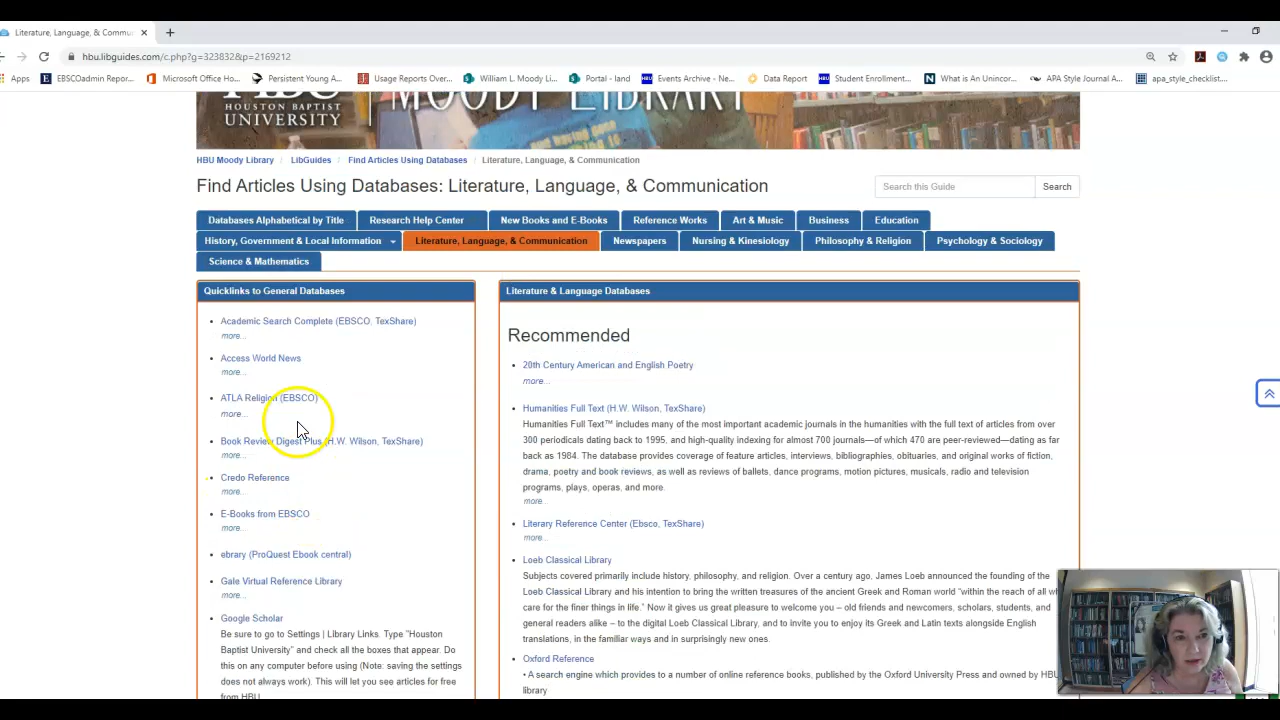 Literature, Language, & Commu
hbu.libguides.com/c.php?g=323832&p=2169212
Apps
EBSCOadmin Repor...
Microsoft Office Ho...
Persistent Young A...
Usage Reports Over...
William L. Moody Li...
Portal - land
Events Archive - Ne...
Data Report
Student Enrollment...
What is An Unincor...
APA Style Journal A...
apa_style_checklist...
HOUSTON BAPTIST
UNIVERSITY
MOODY LIBRARY
HBU Moody Library / LibGuides / Find Articles Using Databases / Literature, Language, & Communication
Find Articles Using Databases: Literature, Language, & Communication
Search this Guide
Search
Databases Alphabetical by Title
Research Help Center
New Books and E-Books
Reference Works
Art & Music
Business
Education
History, Government & Local Information
Literature, Language, & Communication
Newspapers
Nursing & Kinesiology
Philosophy & Religion
Psychology & Sociology
Science & Mathematics
Quicklinks to General Databases
Academic Search Complete (EBSCO, TexShare)
more...
Access World News
more...
ATLA Religion (EBSCO)
more...
Book Review Digest Plus (H.W. Wilson, TexShare)
more...
Credo Reference
more...
E-Books from EBSCO
more...
ebrary (ProQuest Ebook central)
Gale Virtual Reference Library
more...
Google Scholar
Be sure to go to Settings | Library Links. Type "Houston
Baptist University" and check all the boxes that appear. Do
this on any computer before using (Note: saving the settings
does not always work). This will let you see articles for free
from HBU.
Literature & Language Databases
Recommended
20th Century American and English Poetry
more...
Humanities Full Text (H.W. Wilson, TexShare)
Humanities Full Text™ includes many of the most important academic journals in the humanities with the full text of articles from over
300 periodicals dating back to 1995, and high-quality indexing for almost 700 journals—of which 470 are peer-reviewed—dating as far
back as 1984. The database provides coverage of feature articles, interviews, bibliographies, obituaries, and original works of fiction,
drama, poetry and book reviews, as well as reviews of ballets, dance programs, motion pictures, musicals, radio and television
programs, plays, operas, and more.
more...
Literary Reference Center (Ebsco, TexShare)
more...
Loeb Classical Library
Subjects covered primarily include history, philosophy, and religion. Over a century ago, James Loeb announced the founding of the
Loeb Classical Library and his intention to bring the written treasures of the ancient Greek and Roman world "within the reach of all w
care for the finer things in life." Now it gives us great pleasure to welcome you – old friends and newcomers, scholars, students, and
general readers alike – to the digital Loeb Classical Library, and to invite you to enjoy its Greek and Latin texts alongside English
translations, in the familiar ways and in surprisingly new ones.
Oxford Reference
• A search engine which provides to a number of online reference books, published by the Oxford University Press and owned by HBU
library